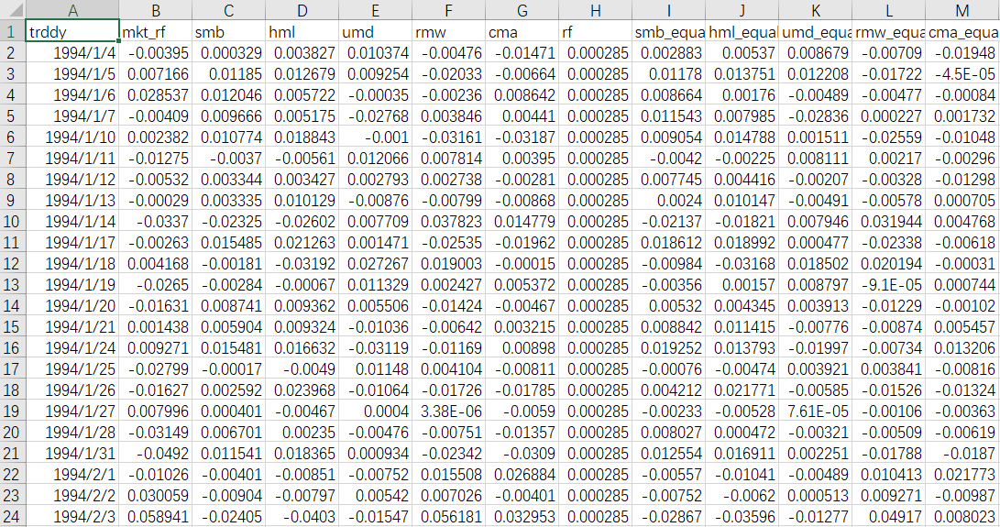 A B C D E F G H I J K L M
1 trddy mkt_rf smb hml umd rmw cma rf smb_equa hml_equal umd_equa rmw_equa cma_equa
2 1994/1/4 -0.00395 0.000329 0.003827 0.010374 -0.00476 -0.01471 0.000285 0.002883 0.00537 0.008679 -0.00709 -0.01948
3 1994/1/5 0.007166 0.01185 0.012679 0.009254 -0.02033 -0.00664 0.000285 0.01178 0.013751 0.012208 -0.01722 -4.5E-05
4 1994/1/6 0.028537 0.012046 0.005722 -0.00035 -0.00236 0.008642 0.000285 0.008664 0.00176 -0.00489 -0.00477 -0.00084
5 1994/1/7 -0.00409 0.009666 0.005175 -0.02768 0.003846 0.00441 0.000285 0.011543 0.007985 -0.02836 0.000227 0.001732
6 1994/1/10 0.002382 0.010774 0.018843 -0.001 -0.03161 -0.03187 0.000285 0.009054 0.014788 0.001511 -0.02559 -0.01048
7 1994/1/11 -0.01275 -0.0037 -0.00561 0.012066 0.007814 0.00395 0.000285 -0.0042 -0.00225 0.008111 0.00217 -0.00296
8 1994/1/12 -0.00532 0.003344 0.003427 0.002793 0.002738 -0.00281 0.000285 0.007745 0.004416 -0.00207 -0.00328 -0.01298
9 1994/1/13 -0.00029 0.003335 0.010129 -0.00876 -0.00799 -0.00868 0.000285 0.0024 0.010147 -0.00491 -0.00578 0.000705
10 1994/1/14 -0.0337 -0.02325 -0.02602 0.007709 0.037823 0.014779 0.000285 -0.02137 -0.01821 0.007946 0.031944 0.004768
11 1994/1/17 -0.00263 0.015485 0.021263 0.001471 -0.02535 -0.01962 0.000285 0.018612 0.018992 0.000477 -0.02338 -0.00618
12 1994/1/18 0.004168 -0.00181 -0.03192 0.027267 0.019003 -0.00015 0.000285 -0.00984 -0.03168 0.018502 0.020194 -0.00031
13 1994/1/19 -0.0265 -0.00284 -0.00067 0.011329 0.002427 0.005372 0.000285 -0.00356 0.00157 0.008797 -9.1E-05 0.000744
14 1994/1/20 -0.01631 0.008741 0.009362 0.005506 -0.01424 -0.00467 0.000285 0.00532 0.004345 0.003913 -0.01229 -0.00102
15 1994/1/21 0.001438 0.005904 0.009324 -0.01036 -0.00642 0.003215 0.000285 0.008842 0.011415 -0.00776 -0.00874 0.005457
16 1994/1/24 0.009271 0.015481 0.016632 -0.03119 -0.01169 0.00898 0.000285 0.019252 0.013793 -0.01997 -0.00734 0.013206
17 1994/1/25 -0.02799 -0.00017 -0.0049 0.01148 0.004104 -0.00811 0.000285 -0.00076 -0.00474 0.003921 0.003841 -0.00816
18 1994/1/26 -0.01627 0.002592 0.023968 -0.01064 -0.01726 -0.01785 0.000285 0.004212 0.021771 -0.00585 -0.01526 -0.01324
19 1994/1/27 0.007996 0.000401 -0.00467 0.0004 3.38E-06 -0.0059 0.000285 -0.00233 -0.00528 7.61E-05 -0.00106 -0.00363
20 1994/1/28 -0.03149 0.006701 0.00235 -0.00476 -0.00751 -0.01357 0.000285 0.008027 0.000472 -0.00321 -0.00509 -0.00619
21 1994/1/31 -0.0492 0.011541 0.018365 0.000934 -0.02342 -0.0309 0.000285 0.012554 0.016911 0.002251 -0.01788 -0.0187
22 1994/2/1 -0.01026 -0.00401 -0.00851 -0.00752 0.015508 0.026884 0.000285 -0.00557 -0.01041 -0.00489 0.010413 0.021773
23 1994/2/2 0.030059 -0.00904 -0.00797 0.00542 0.007026 -0.00401 0.000285 -0.00752 -0.0062 0.000513 0.009271 -0.00987
24 1994/2/3 0.058941 -0.02405 -0.0403 -0.01547 0.056181 0.032953 0.000285 -0.02867 -0.03596 -0.01277 0.04917 0.008023